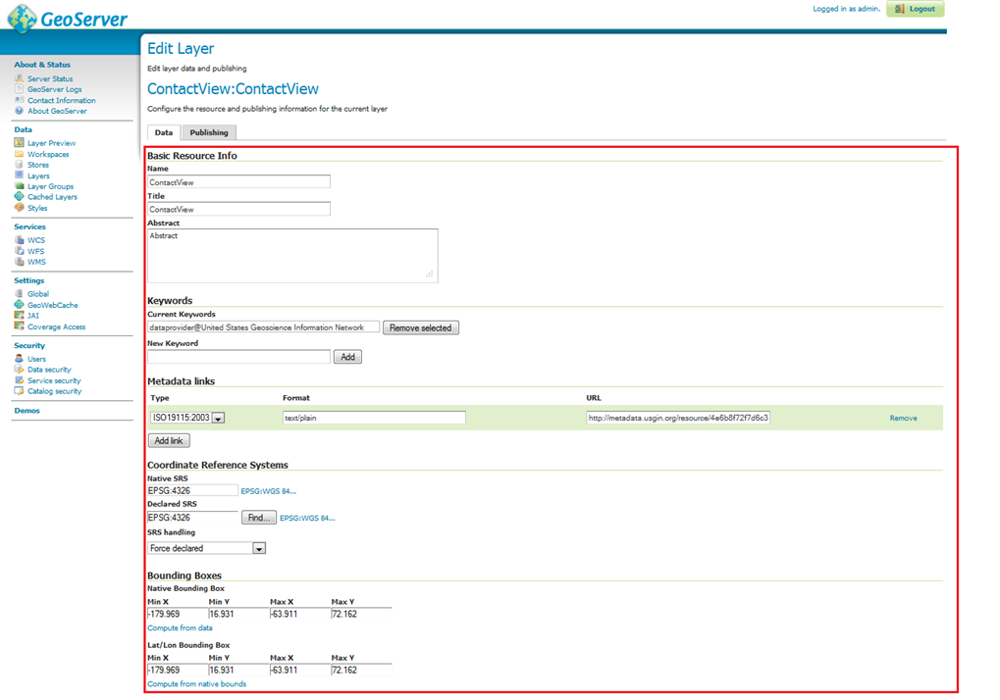 GeoServer
Logged in as admin.
Logout
About & Status
Server Status
GeoServer Logs
Contact Information
About GeoServer
Data
Layer Preview
Workspaces
Stores
Layers
Layer Groups
Cached Layers
Styles
Services
WCS
WFS
WMS
Settings
Global
GeoWebCache
JAI
Coverage Access
Security
Users
Data security
Service security
Catalog security
Demos
Edit Layer
Edit layer data and publishing
ContactView:ContactView
Configure the resource and publishing information for the current layer
Data Publishing
Basic Resource Info
Name
ContactView
Title
ContactView
Abstract
Abstract
Keywords
Current Keywords
dataprovider@United States Geoscience Information Network Remove selected
New Keyword
Add
Metadata links
Type Format URL
ISO19115:2003 text/plain http://metadata.usgin.org/resource/4e6b8f72f7d6c3 Remove
Add link
Coordinate Reference Systems
Native SRS
EPSG:4326 EPSG:WGS 84...
Declared SRS
EPSG:4326 Find... EPSG:WGS 84...
SRS handling
Force declared
Bounding Boxes
Native Bounding Box
Min X Min Y Max X Max Y
-179.969 16.931 -63.911 72.162
Compute from data
Lat/Lon Bounding Box
Min X Min Y Max X Max Y
-179.969 16.931 -63.911 72.162
Compute from native bounds